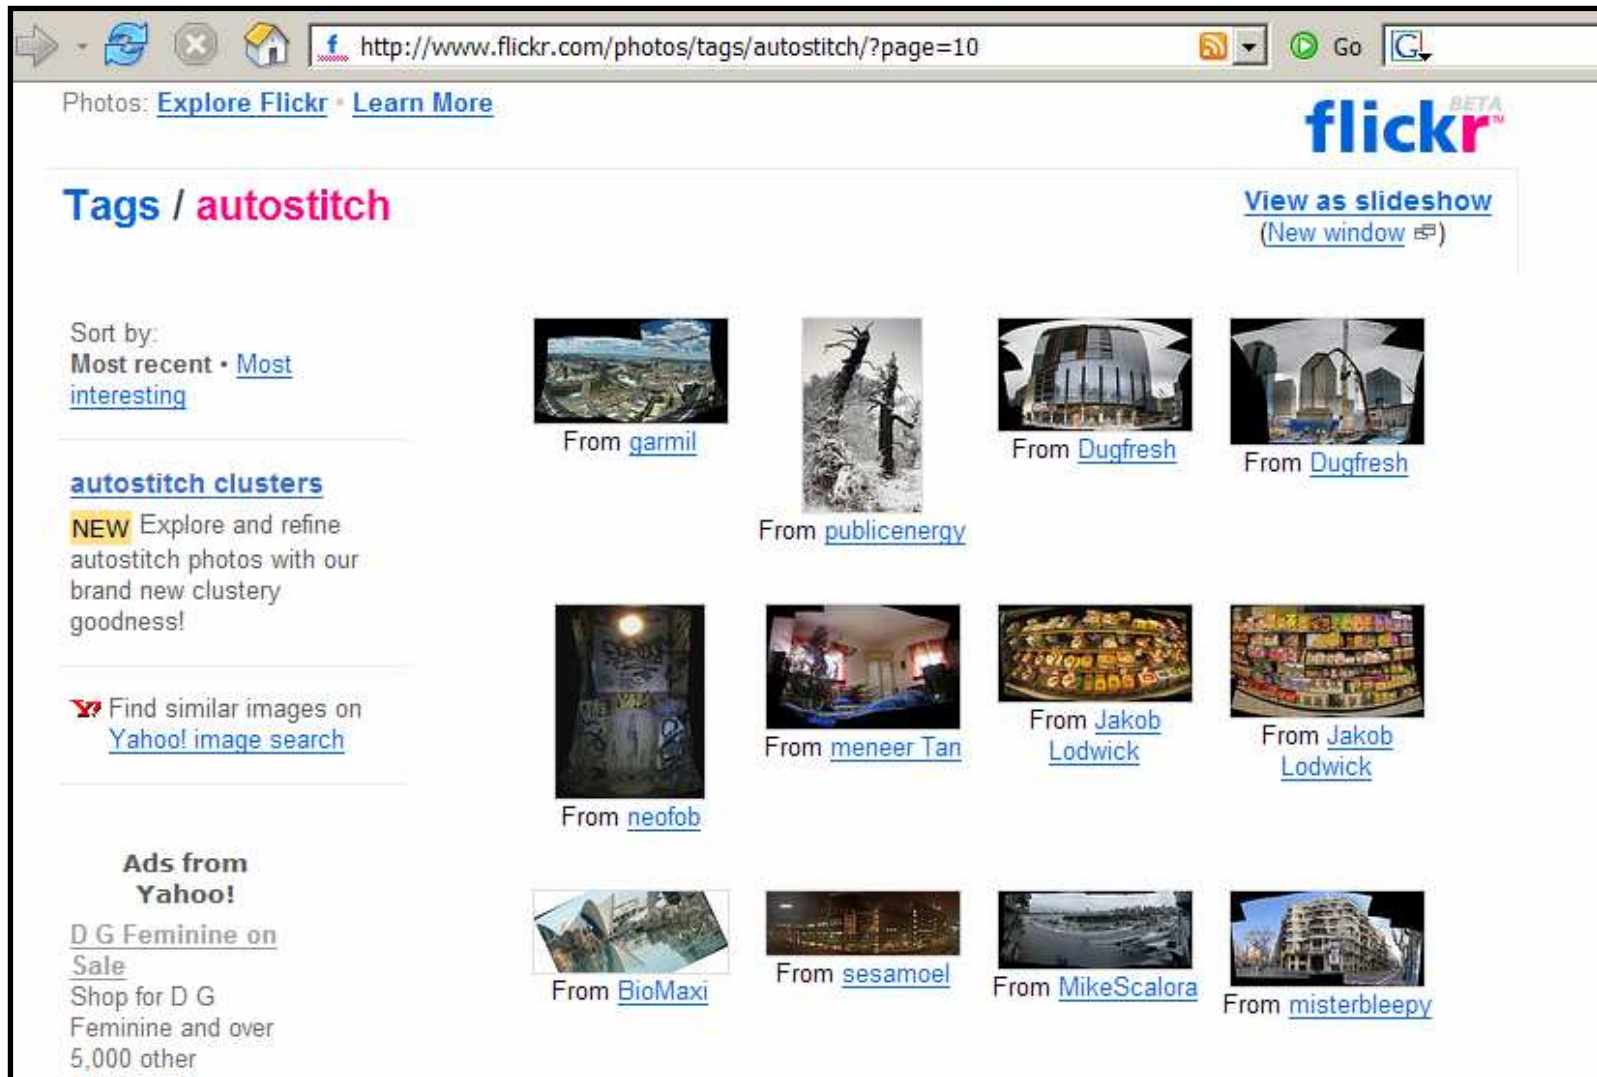 http://www.flickr.com/photos/tags/autostitch/?page=10
Go
G
Photos: Explore Flickr • Learn More
flickr BETA ™
Tags / autostitch
View as slideshow
(New window)
Sort by:
Most recent • Most
interesting
autostitch clusters
NEW Explore and refine
autostitch photos with our
brand new clustery
goodness!
Y! Find similar images on
Yahoo! image search
Ads from
Yahoo!
D G Feminine on
Sale
Shop for D G
Feminine and over
5,000 other
From garmil
From publicenergy
From Dugfresh
From Dugfresh
From neofob
From meneer Tan
From Jakob
Lodwick
From Jakob
Lodwick
From BioMaxi
From sesamoel
From MikeScalora
From misterbleepy